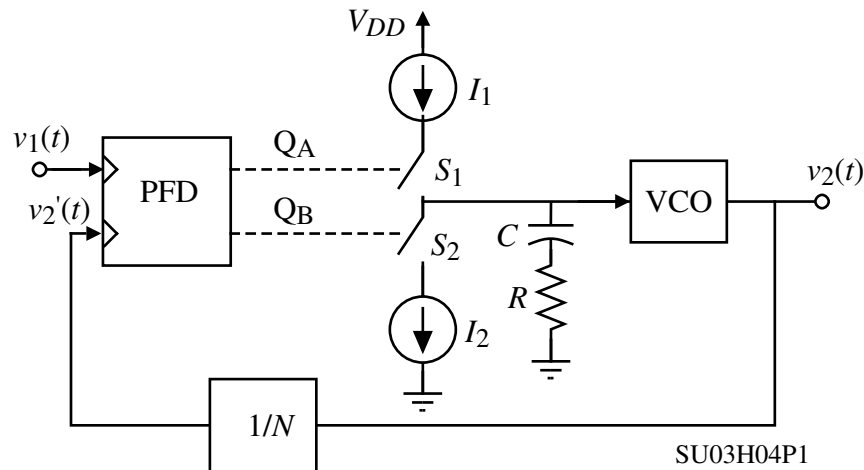 V_DD
I_1
v_1(t)
Q_A
S_1
v_2(t)
PFD
VCO
v_2'(t)
Q_B
S_2
C
R
I_2
1/N
SU03H04P1